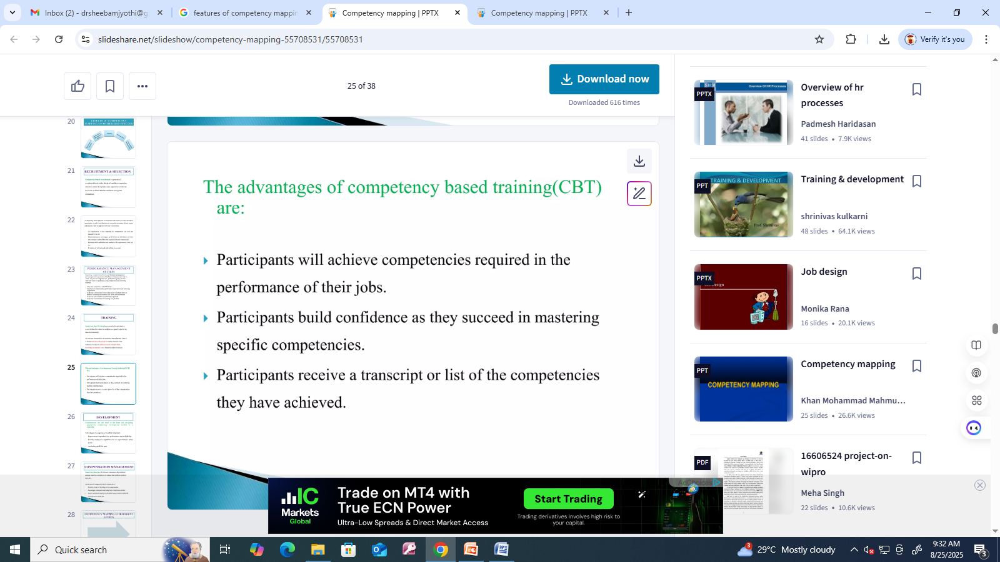 Inbox (2) - drsheebamjyothi@g
features of competency mappin
Competency mapping | PPTX
Competency mapping | PPTX
slideshare.net/slideshow/competency-mapping-55708531/55708531
Verify it's you
25 of 38
Download now
Downloaded 616 times
20
21
RECRUITMENT & SELECTION
22
23
PERFORMANCE MANAGEMENT
SYSTEM
24
TRAINING
25
26
DEVELOPMENT
27
COMPENSATION MANAGEMENT
28
The advantages of competency based training(CBT)
are:
Participants will achieve competencies required in the
performance of their jobs.
Participants build confidence as they succeed in mastering
specific competencies.
Participants receive a transcript or list of the competencies
they have achieved.
PPTX
Overview Of HR Processes
Overview of hr
processes
Padmesh Haridasan
41 slides • 7.9K views
PPT
TRAINING & DEVELOPMENT
Prof. Shrinivas
Training & development
shrinivas kulkarni
48 slides • 64.1K views
PPTX
Job design
Monika Rana
16 slides • 20.1K views
PPT
COMPETENCY MAPPING
Competency mapping
Khan Mohammad Mahmu...
25 slides • 26.6K views
PDF
16606524 project-on-
wipro
Meha Singh
22 slides • 10.6K views
IC
Markets
Global
Trade on MT4 with
True ECN Power
Ultra-Low Spreads & Direct Market Access
Start Trading
Trading derivatives involves high risk to
your capital.
AdChoices
Quick search
3
29°C Mostly cloudy
9:32 AM
8/25/2025
3